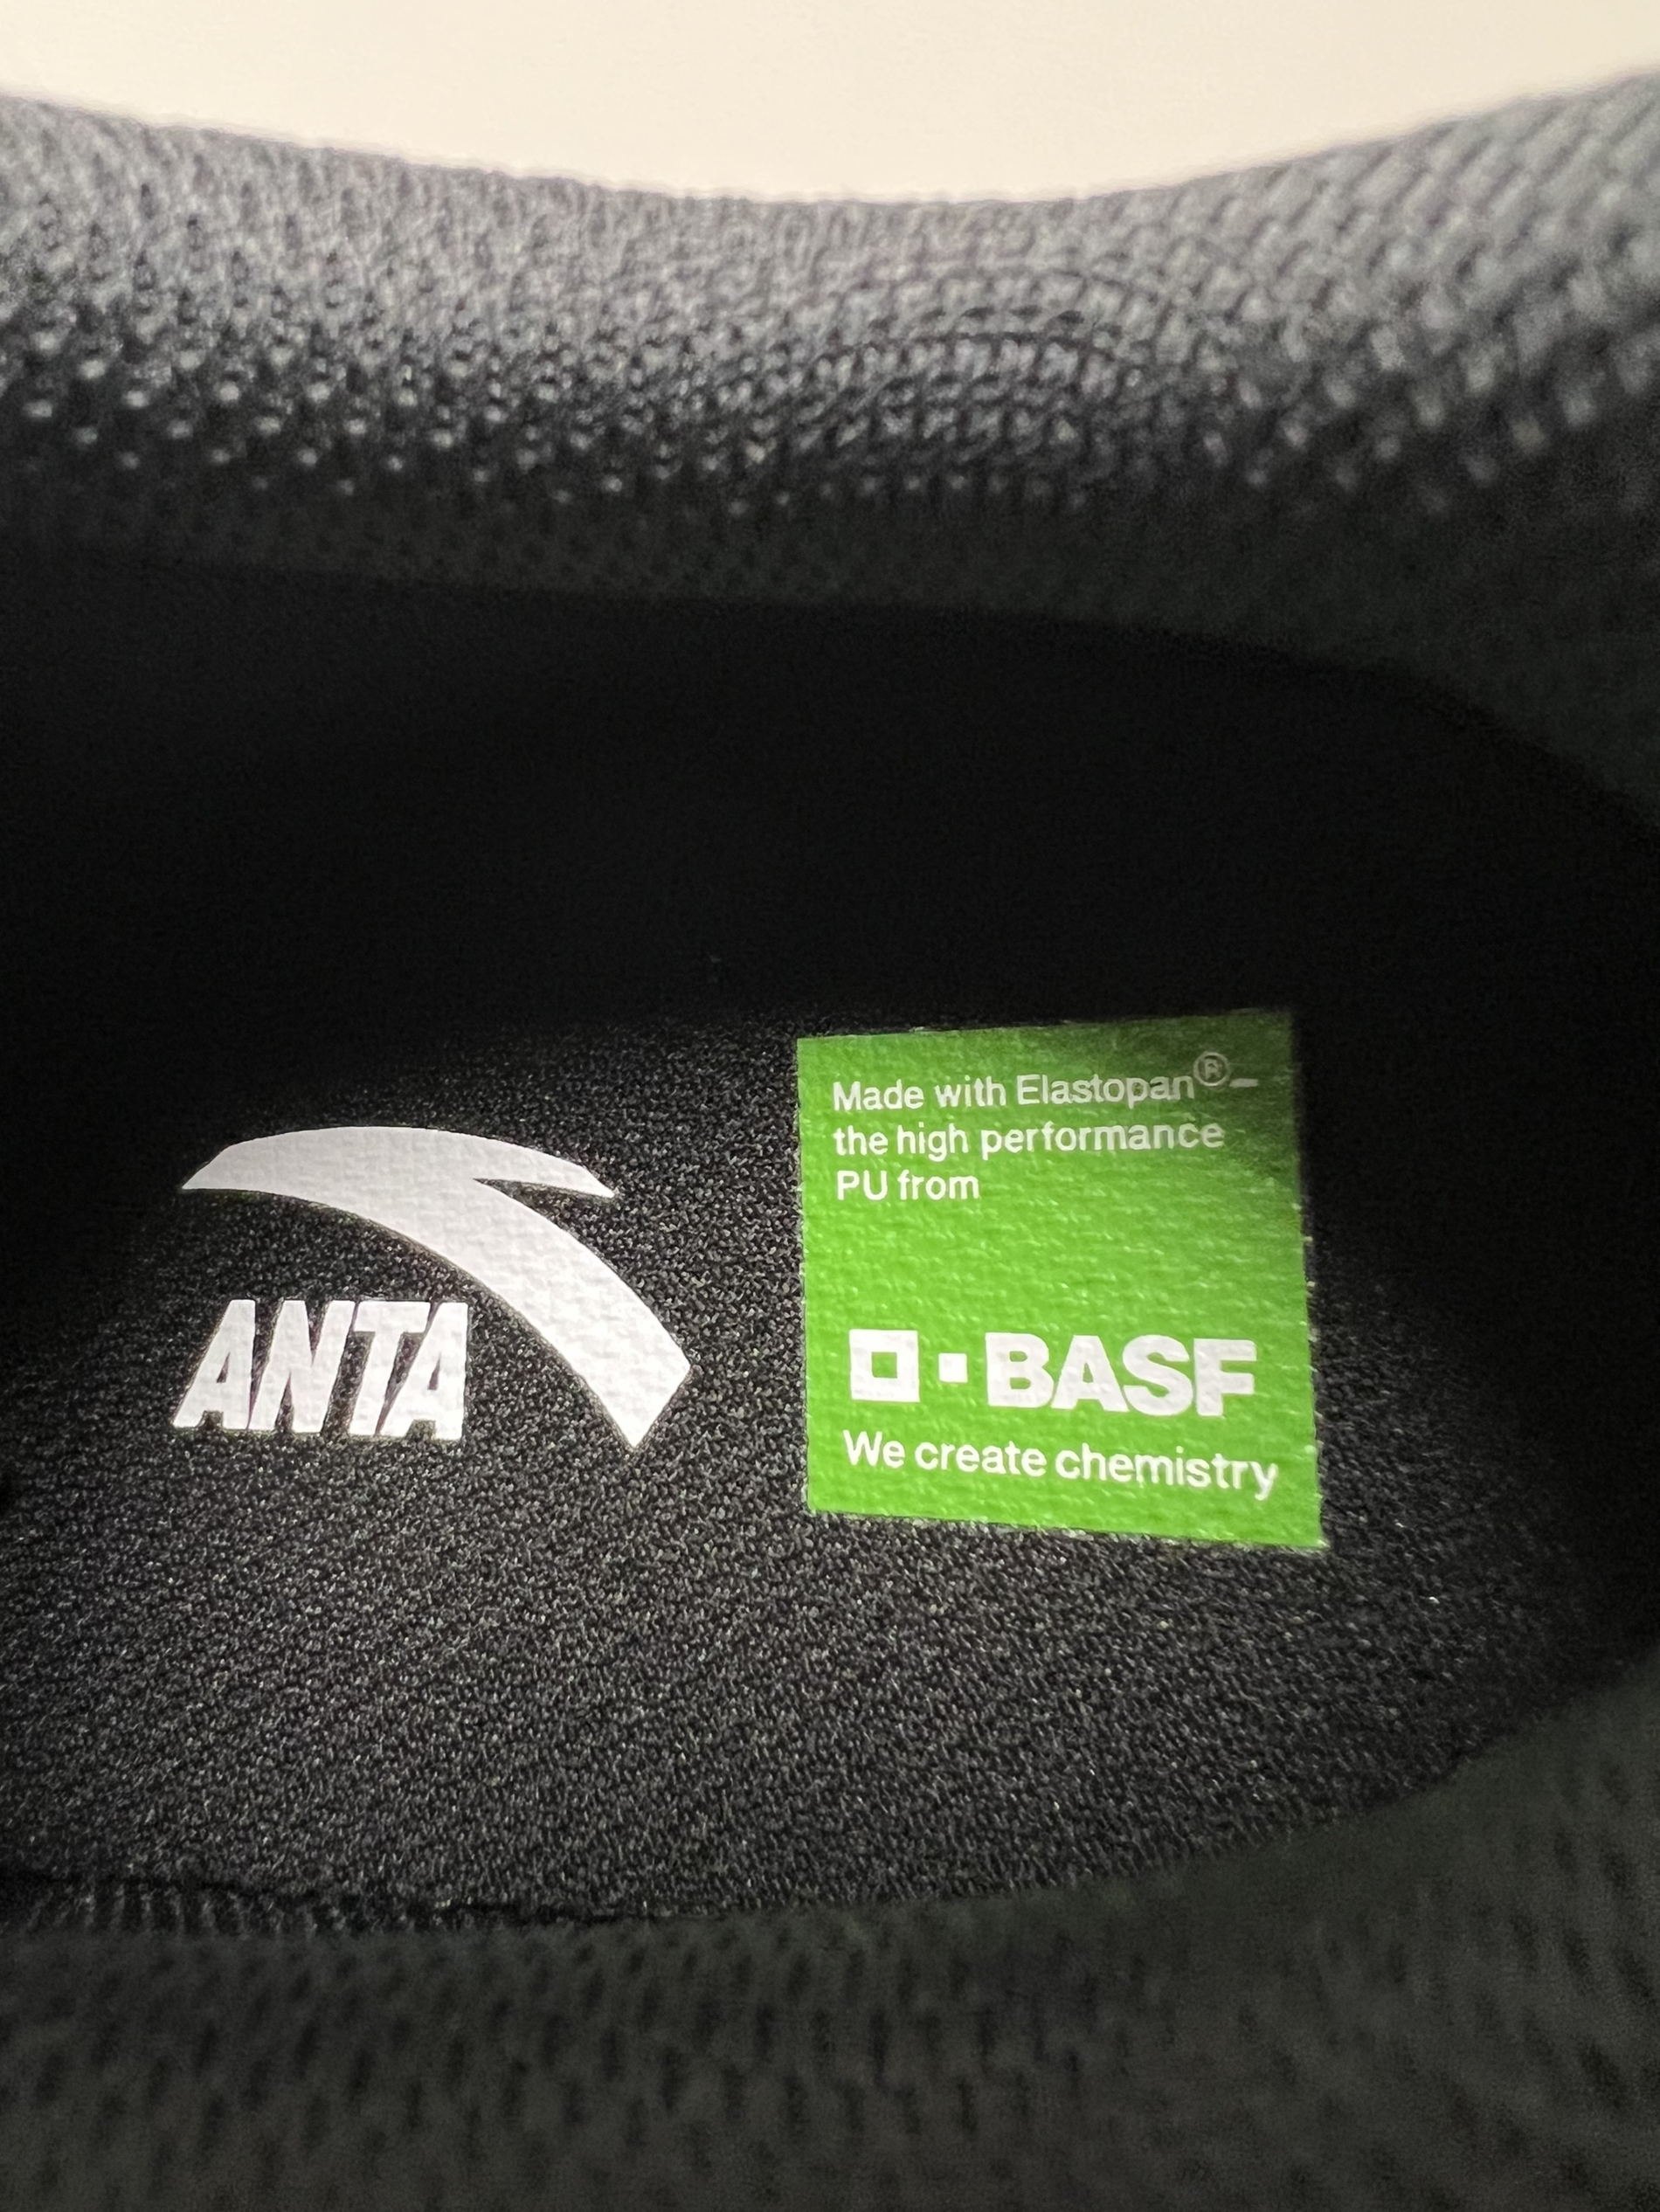 ANTA
Made with Elastopan®–
the high performance
PU from
BASF
We create chemistry